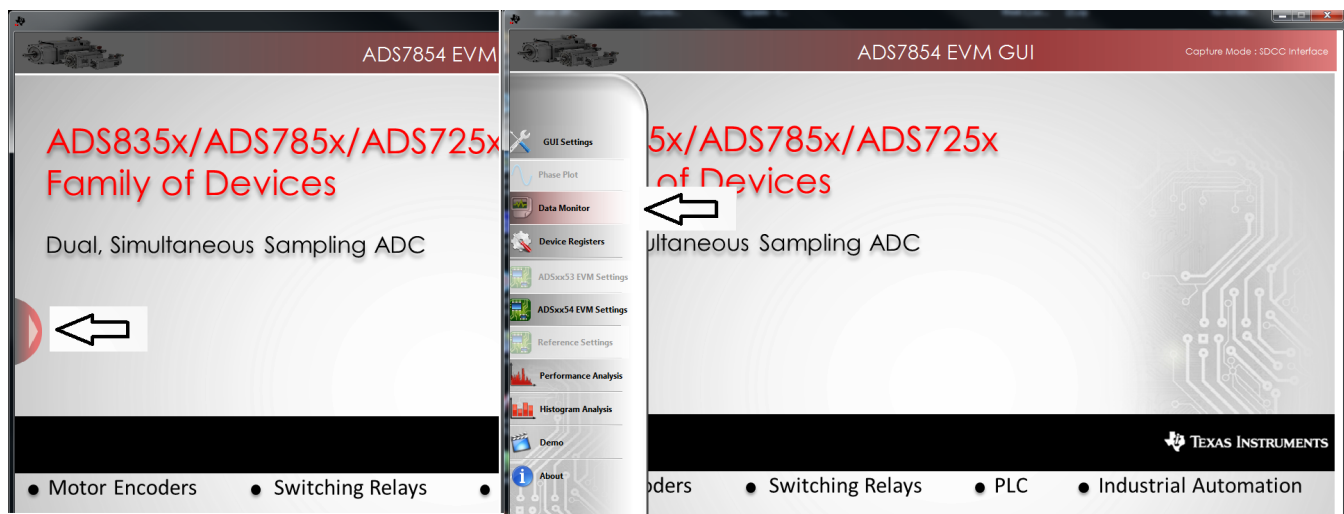 ADS7854 EVM
ADS835x/ADS785x/ADS725x
Family of Devices
Dual, Simultaneous Sampling ADC
• Motor Encoders • Switching Relays •
ADS7854 EVM GUI
Capture Mode : SDCC Interface
5x/ADS785x/ADS725x
of Devices
ultaneous Sampling ADC
GUI Settings
Phase Plot
Data Monitor
Device Registers
ADSxx53 EVM Settings
ADSxx54 EVM Settings
Reference Settings
Performance Analysis
Histogram Analysis
Demo
About
TEXAS INSTRUMENTS
oders • Switching Relays • PLC • Industrial Automation